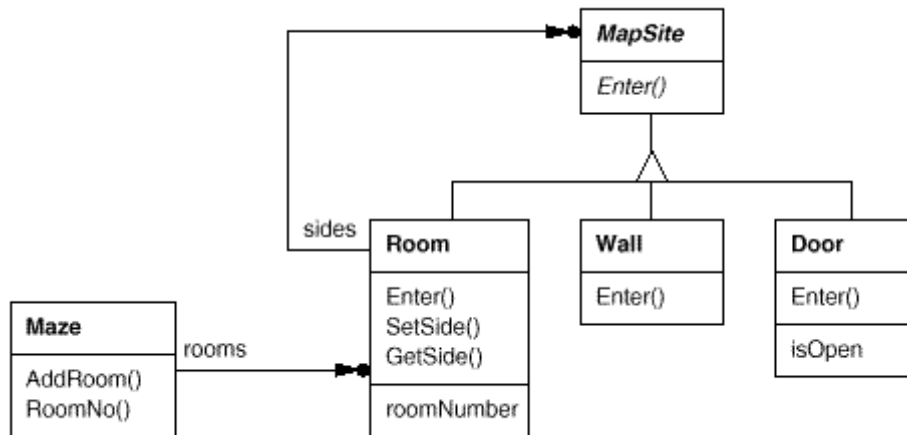 MapSite
Enter()
sides
Room
Enter()
SetSide()
GetSide()
roomNumber
Wall
Enter()
Door
Enter()
isOpen
Maze
AddRoom()
RoomNo()
rooms